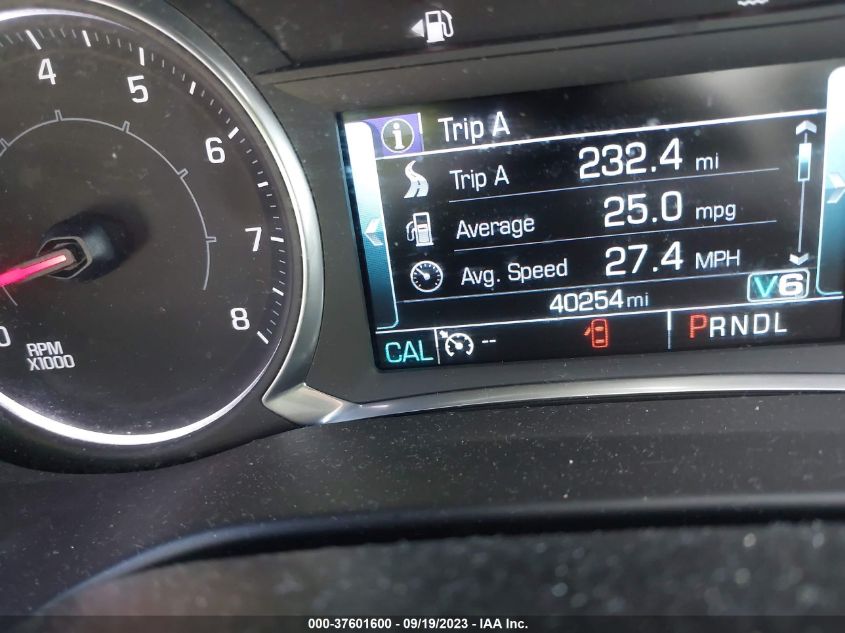 4
5
6
7
8
0
RPM
X1000
i
Trip A
Trip A 232.4 mi
Average 25.0 mpg
Avg. Speed 27.4 MPH
40254mi
V6
CAL
--
PRNDL
000-37601600 - 09/19/2023 - IAA Inc.